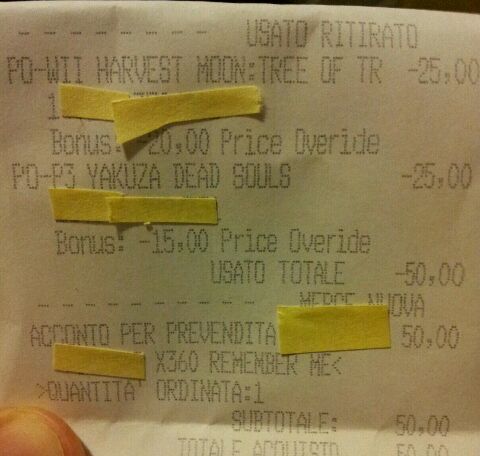 - - - - - - - - USATO RITIRATO
PO-WII HARVEST MOON:TREE OF TR -25,00
1
Bonus: -20,00 Price Overide
PO-P3 YAKUZA DEAD SOULS -25,00
Bonus: -15,00 Price Overide
USATO TOTALE -50,00
- - - - - - - - - MERCE NUOVA
ACCONTO PER PREVENDITA 50,00
X360 REMEMBER ME<
>QUANTITA' ORDINATA:1
SUBTOTALE: 50,00
TOTALE ACQUISTO 50,00